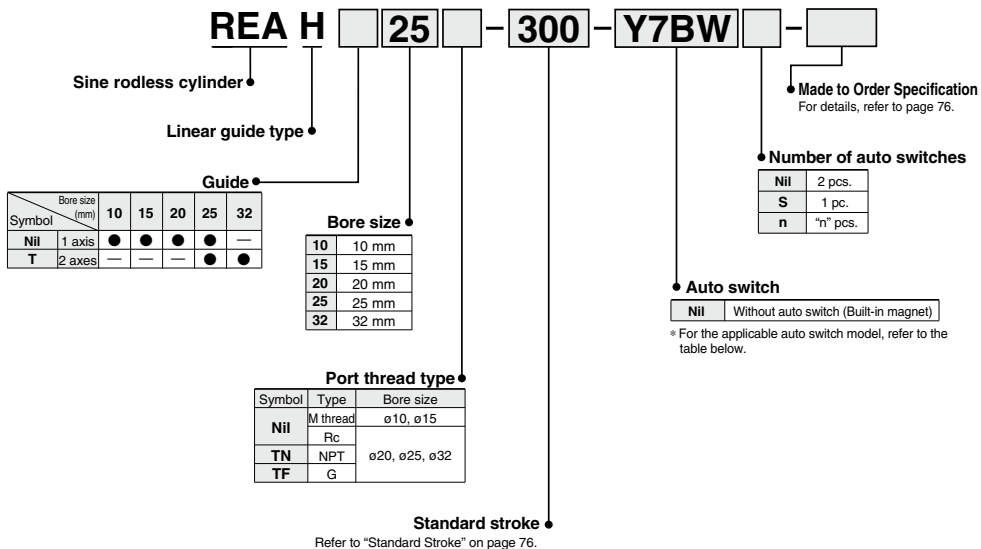 REA H 25 - 300 - Y7BW -
Sine rodless cylinder
Linear guide type
Guide
Bore size (mm) 10 15 20 25 32
Symbol
Nil 1 axis ● ● ● ● —
T 2 axes — — — ● ●
Bore size
10 10 mm
15 15 mm
20 20 mm
25 25 mm
32 32 mm
Port thread type
Symbol Type Bore size
Nil M thread ø10, ø15
Rc
TN NPT ø20, ø25, ø32
TF G
Standard stroke
Refer to “Standard Stroke” on page 76.
Made to Order Specification
For details, refer to page 76.
Number of auto switches
Nil 2 pcs.
S 1 pc.
n “n” pcs.
Auto switch
Nil Without auto switch (Built-in magnet)
∗ For the applicable auto switch model, refer to the
table below.